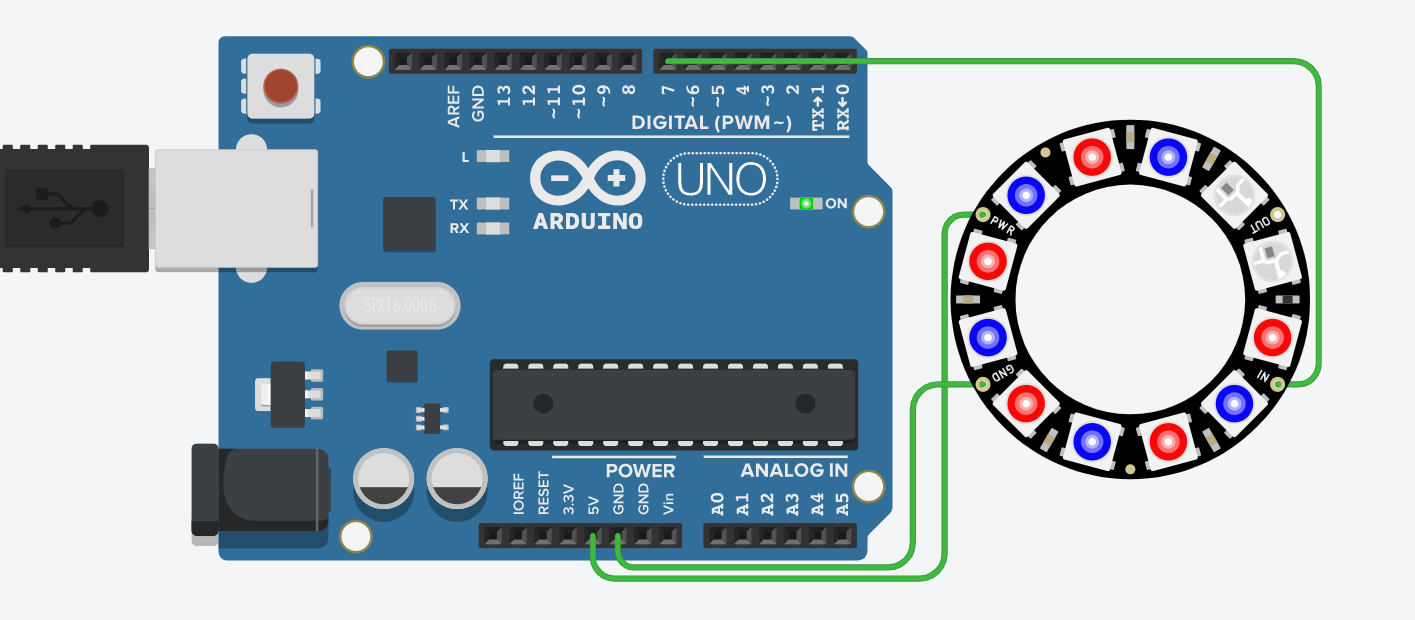 AREF
GND
13
12
~11
~10
~9
8
7
~6
~5
4
~3
2
TX→1
RX←0
DIGITAL (PWM~)
L
TX
RX
UNO
ARDUINO
ON
SPK16.000G
PWR
OUT
GND
IN
POWER
ANALOG IN
IOREF
RESET
3.3V
5V
GND
GND
Vin
A0
A1
A2
A3
A4
A5